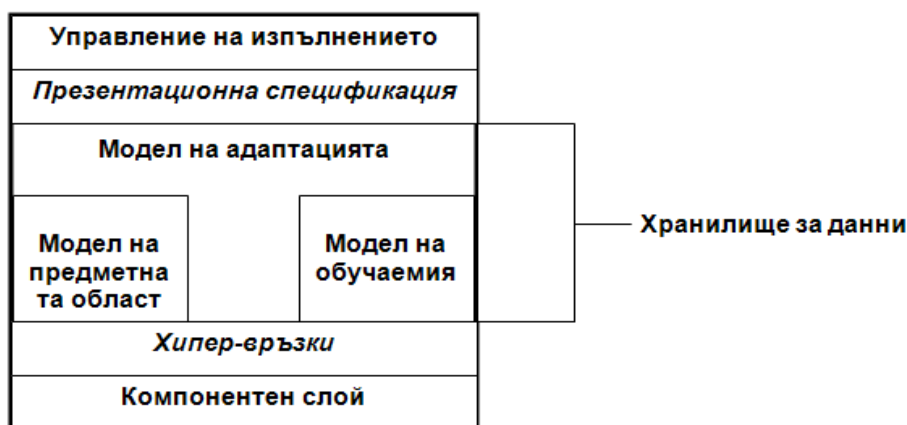 Управление на изпълнението
Презентационна спецификация
Модел на адаптацията
Модел на
предметна
та област
Модел на
обучаемия
Хранилище за данни
Хипер-връзки
Компонентен слой